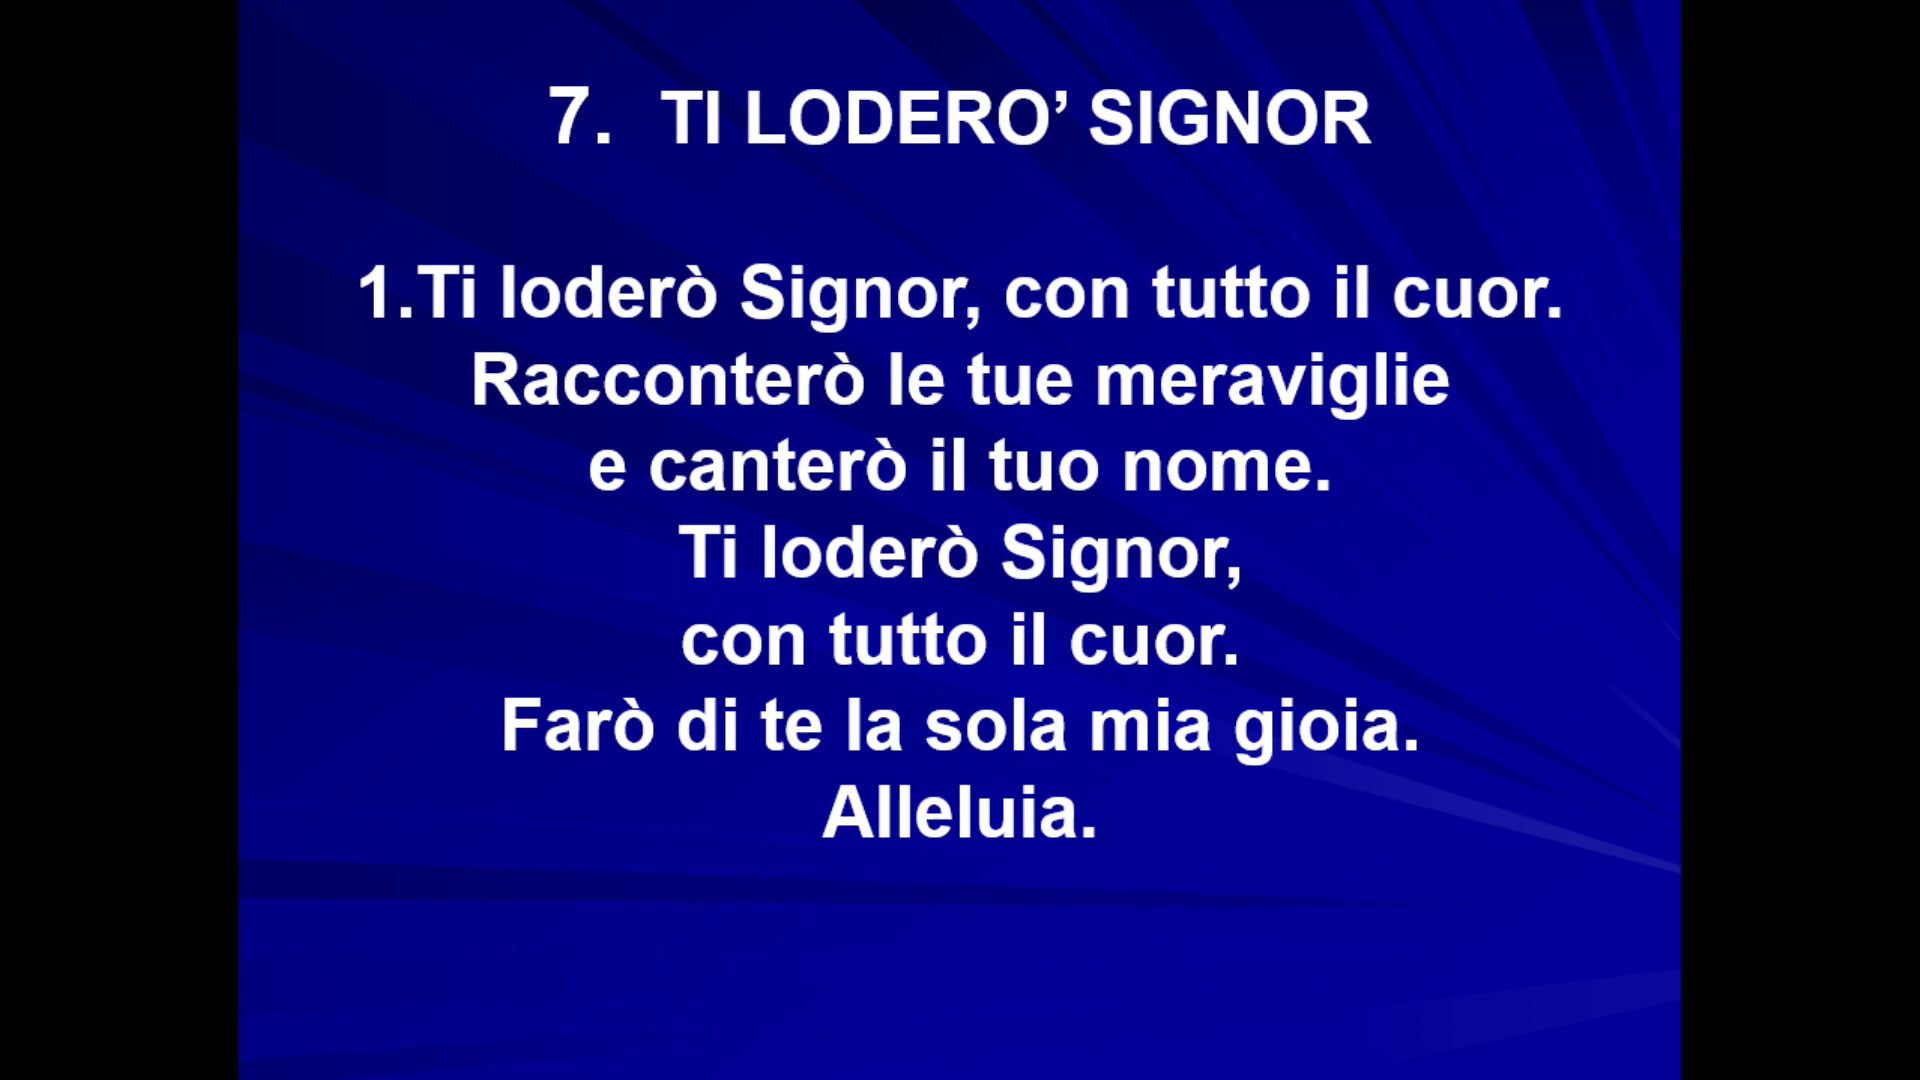 7. TI LODERO’ SIGNOR
1.Ti loderò Signor, con tutto il cuor.
Racconterò le tue meraviglie
e canterò il tuo nome.
Ti loderò Signor,
con tutto il cuor.
Farò di te la sola mia gioia.
Alleluia.